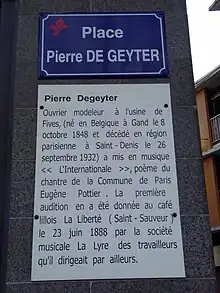 Place
Pierre DE GEYTER
Pierre Degeyter
Ouvrier modeleur à l'usine de
Fives, (né en Belgique à Gand le 8
octobre 1848 et décédé en région
parisienne à Saint-Denis le 26
septembre 1932) a mis en musique
<< L'Internationale >>, poème du
chantre de la Commune de Paris
Eugène Pottier. La première
audition en a été donnée au café
lillois La Liberté (Saint-Sauveur)
le 23 juin 1888 par la société
musicale La Lyre des travailleurs
qu'il dirigeait par ailleurs.